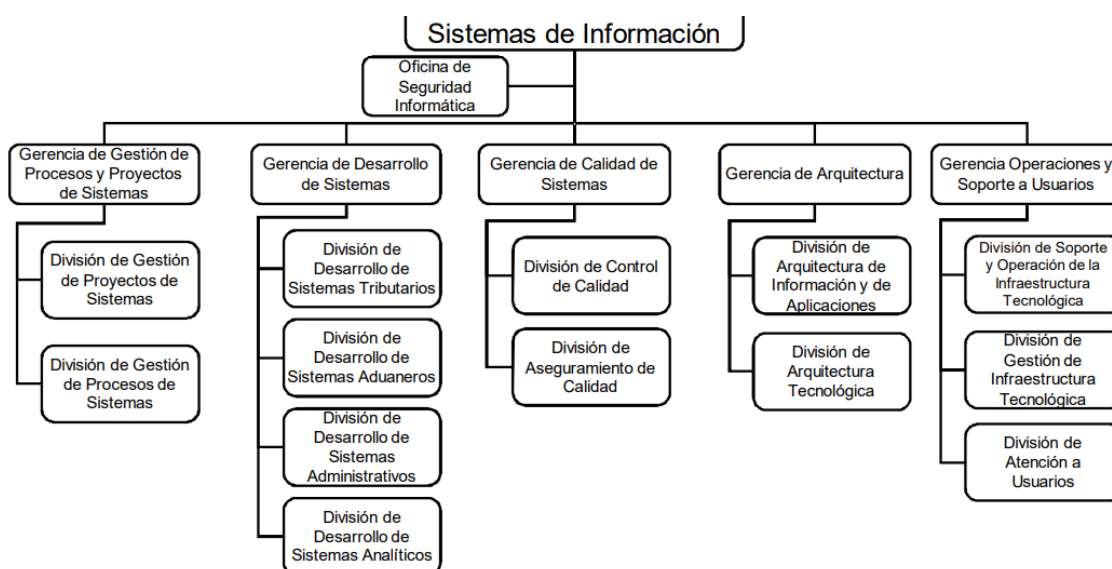 Sistemas de Información
Oficina de
Seguridad
Informática
Gerencia de Gestión de
Procesos y Proyectos
de Sistemas
Gerencia de Desarrollo
de Sistemas
Gerencia de Calidad de
Sistemas
Gerencia de Arquitectura
Gerencia Operaciones y
Soporte a Usuarios
División de Gestión
de Proyectos de
Sistemas
División de Gestión
de Procesos de
Sistemas
División de
Desarrollo de
Sistemas Tributarios
División de
Desarrollo de
Sistemas Aduaneros
División de
Desarrollo de
Sistemas
Administrativos
División de
Desarrollo de
Sistemas Analíticos
División de Control
de Calidad
División de
Aseguramiento de
Calidad
División de
Arquitectura de
Información y de
Aplicaciones
División de
Arquitectura
Tecnológica
División de Soporte
y Operación de la
Infraestructura
Tecnológica
División de
Gestión de
Infraestructura
Tecnológica
División de
Atención a
Usuarios